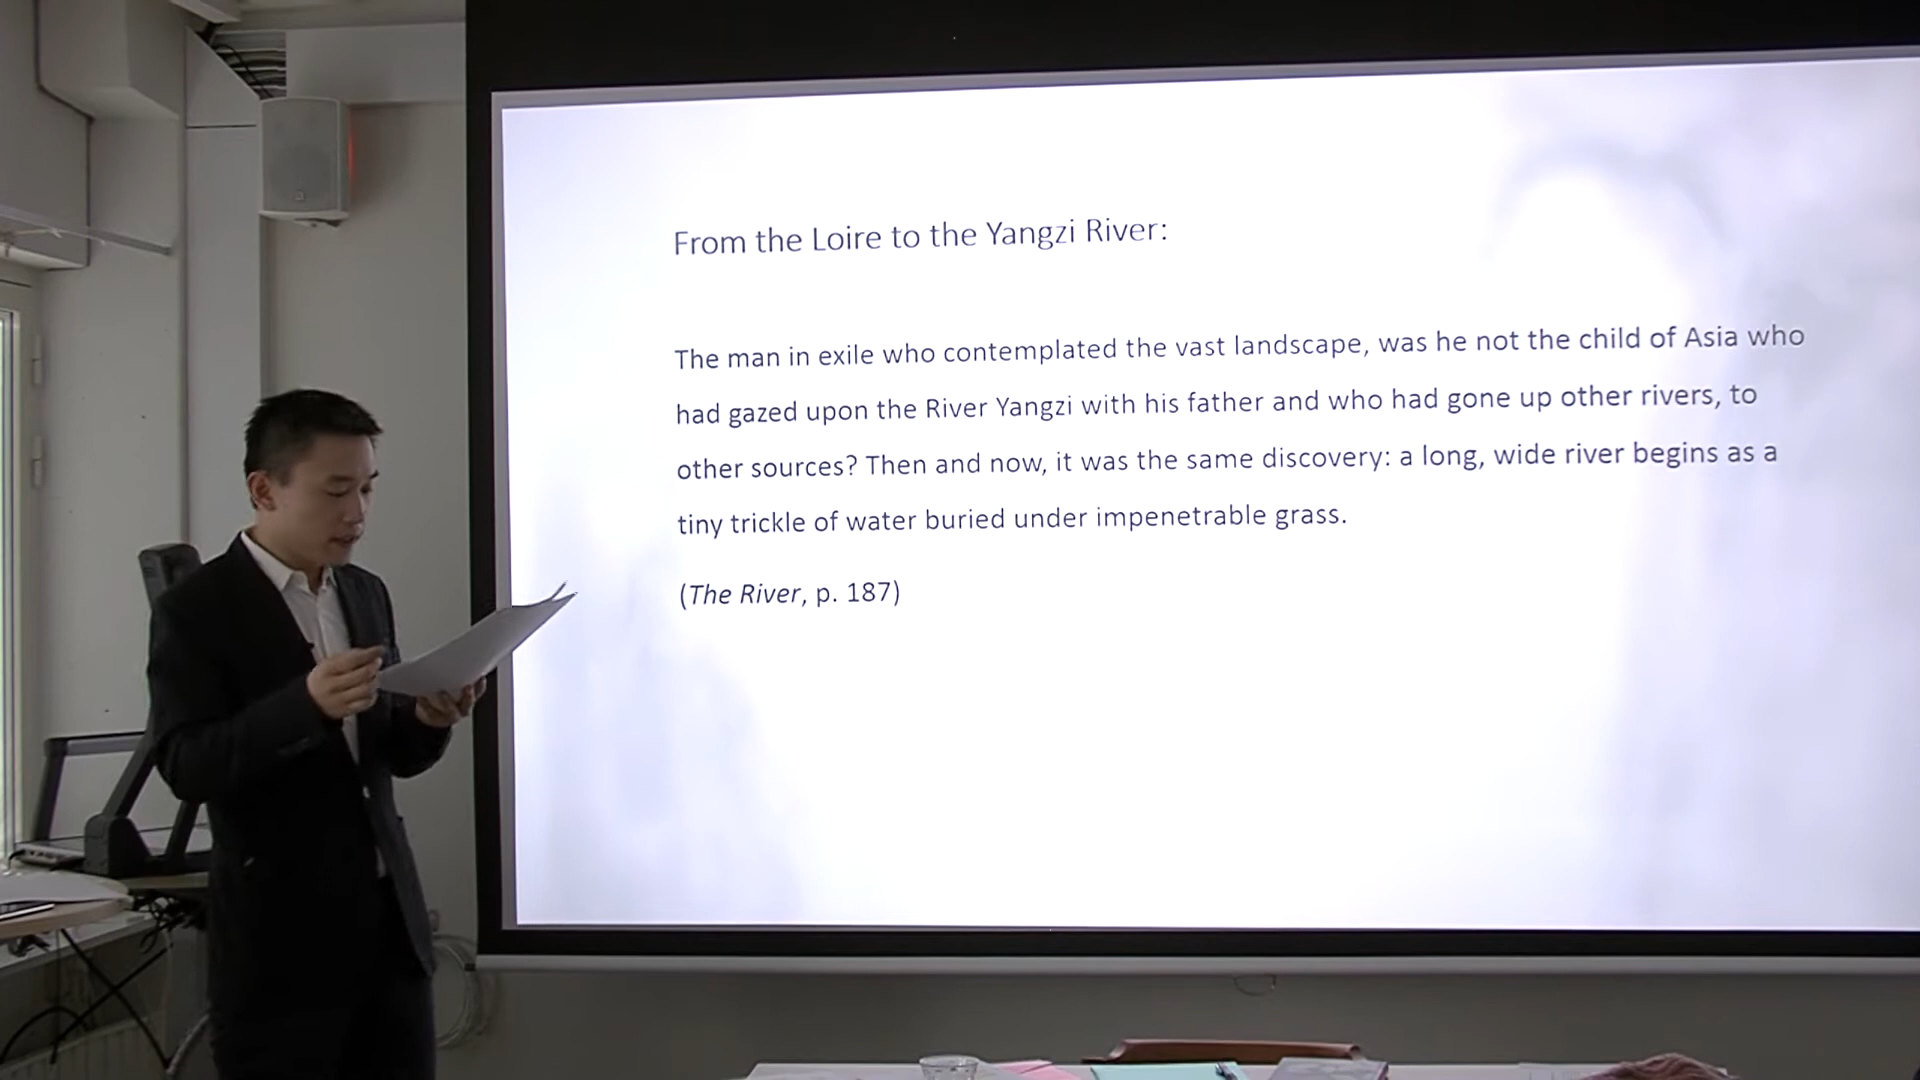 From the Loire to the Yangzi River:
The man in exile who contemplated the vast landscape, was he not the child of Asia who
had gazed upon the River Yangzi with his father and who had gone up other rivers, to
other sources? Then and now, it was the same discovery: a long, wide river begins as a
tiny trickle of water buried under impenetrable grass.
(The River, p. 187)